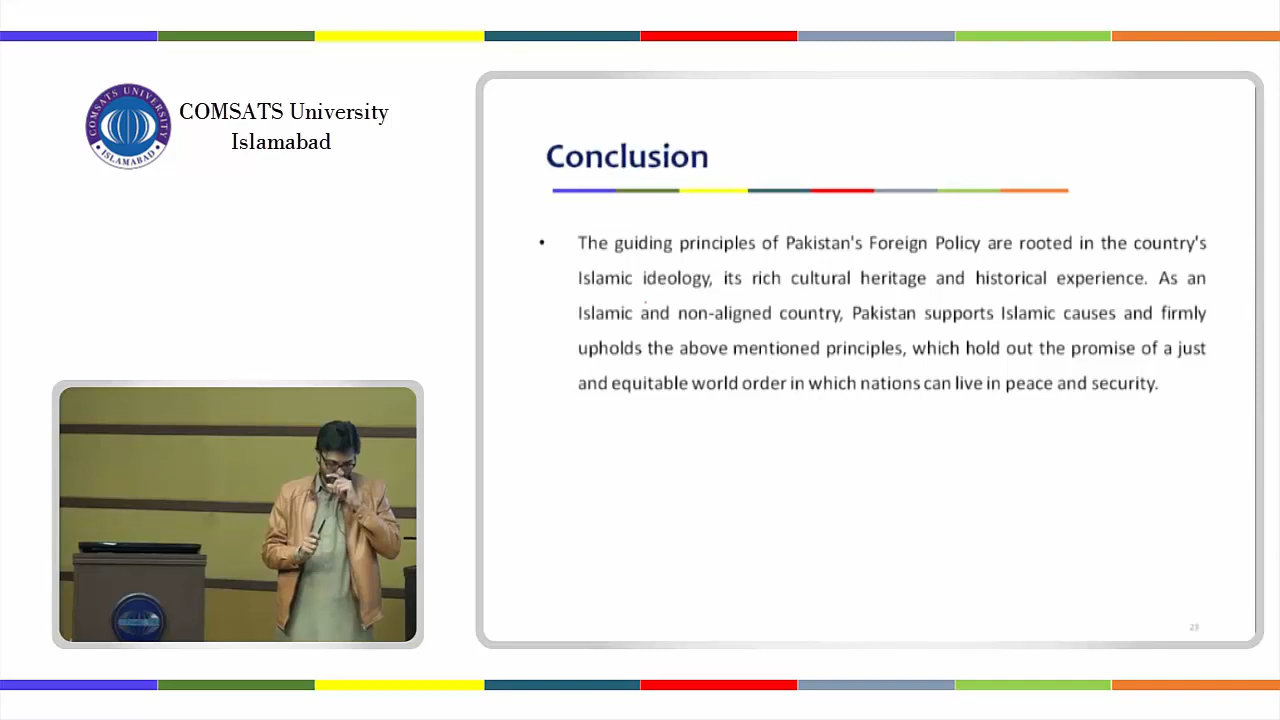 COMSATS UNIVERSITY
ISLAMABAD
COMSATS University
Islamabad
Conclusion
• The guiding principles of Pakistan's Foreign Policy are rooted in the country's
Islamic ideology, its rich cultural heritage and historical experience. As an
Islamic and non-aligned country, Pakistan supports Islamic causes and firmly
upholds the above mentioned principles, which hold out the promise of a just
and equitable world order in which nations can live in peace and security.
23